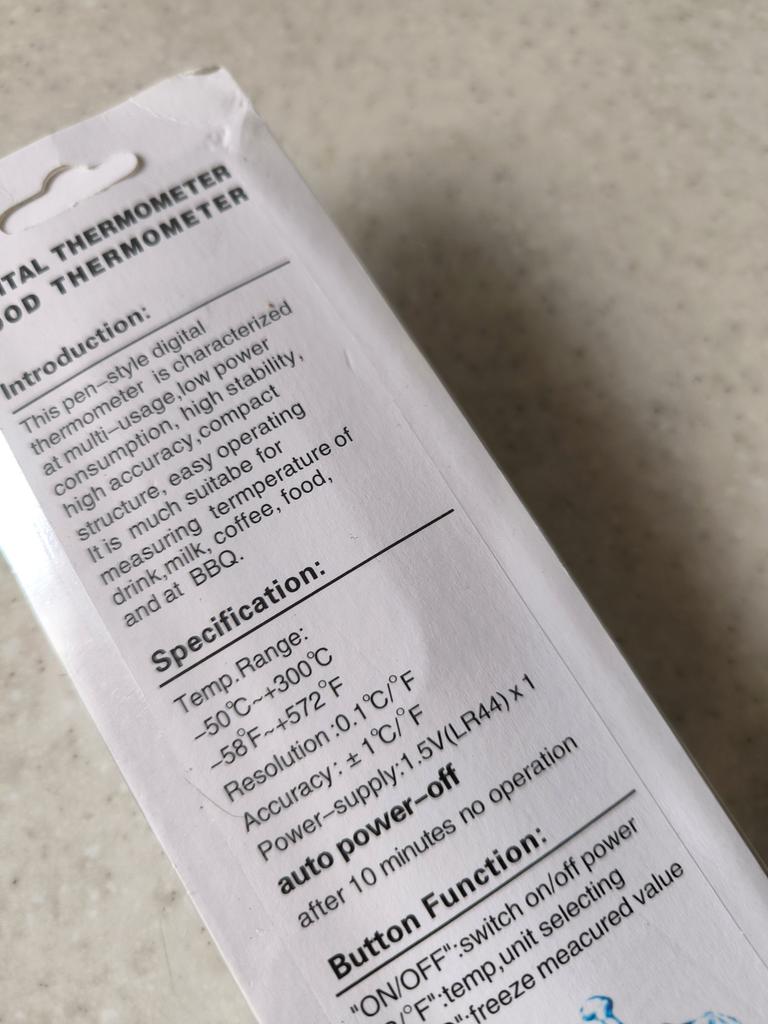 ITAL THERMOMETER
OOD THERMOMETER
Introduction:
This pen-style digital
thermometer is characterized
at multi-usage,low power
consumption, high stability,
high accuracy,compact
structure, easy operating
It is much suitabe for
measuring termperature of
drink,milk, coffee, food,
and at BBQ.
Specification:
Temp.Range:
-50℃~+300℃
-58°F~+572°F
Resolution :0.1℃/°F
Accuracy: ± 1℃/°F
Power-supply:1.5V(LR44) x 1
auto power-off
after 10 minutes no operation
Button Function:
"ON/OFF":switch on/off power
/°F":temp,unit selecting
":freeze meacured value